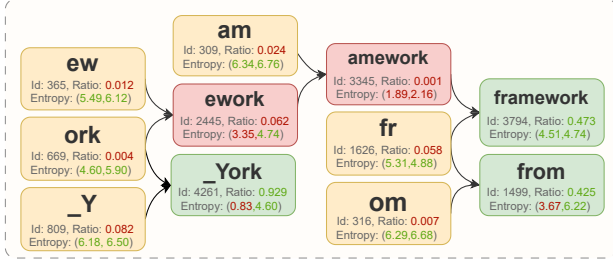 ew
Id: 365, Ratio: 0.012
Entropy: (5.49,6.12)
ork
Id: 669, Ratio: 0.004
Entropy: (4.60,5.90)
_Y
Id: 809, Ratio: 0.082
Entropy: (6.18, 6.50)
am
Id: 309, Ratio: 0.024
Entropy: (6.34,6.76)
ework
Id: 2445, Ratio: 0.062
Entropy: (3.35,4.74)
_York
Id: 4261, Ratio: 0.929
Entropy: (0.83,4.60)
amework
Id: 3345, Ratio: 0.001
Entropy: (1.89,2.16)
fr
Id: 1626, Ratio: 0.058
Entropy: (5.31,4.88)
om
Id: 316, Ratio: 0.007
Entropy: (6.29,6.68)
framework
Id: 3794, Ratio: 0.473
Entropy: (4.51,4.74)
from
Id: 1499, Ratio: 0.425
Entropy: (3.67,6.22)